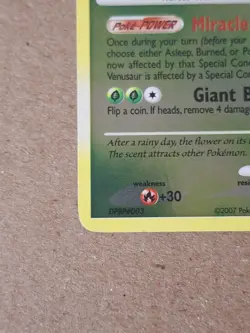 Poké-POWER Miracle
Once during your turn (before your
choose either Asleep, Burned, or Po
now affected by that Special Cond
Venusaur is affected by a Special Con
Giant B
Flip a coin. If heads, remove 4 damag
After a rainy day, the flower on its
The scent attracts other Pokémon.
weakness
+30
©2007 Pok